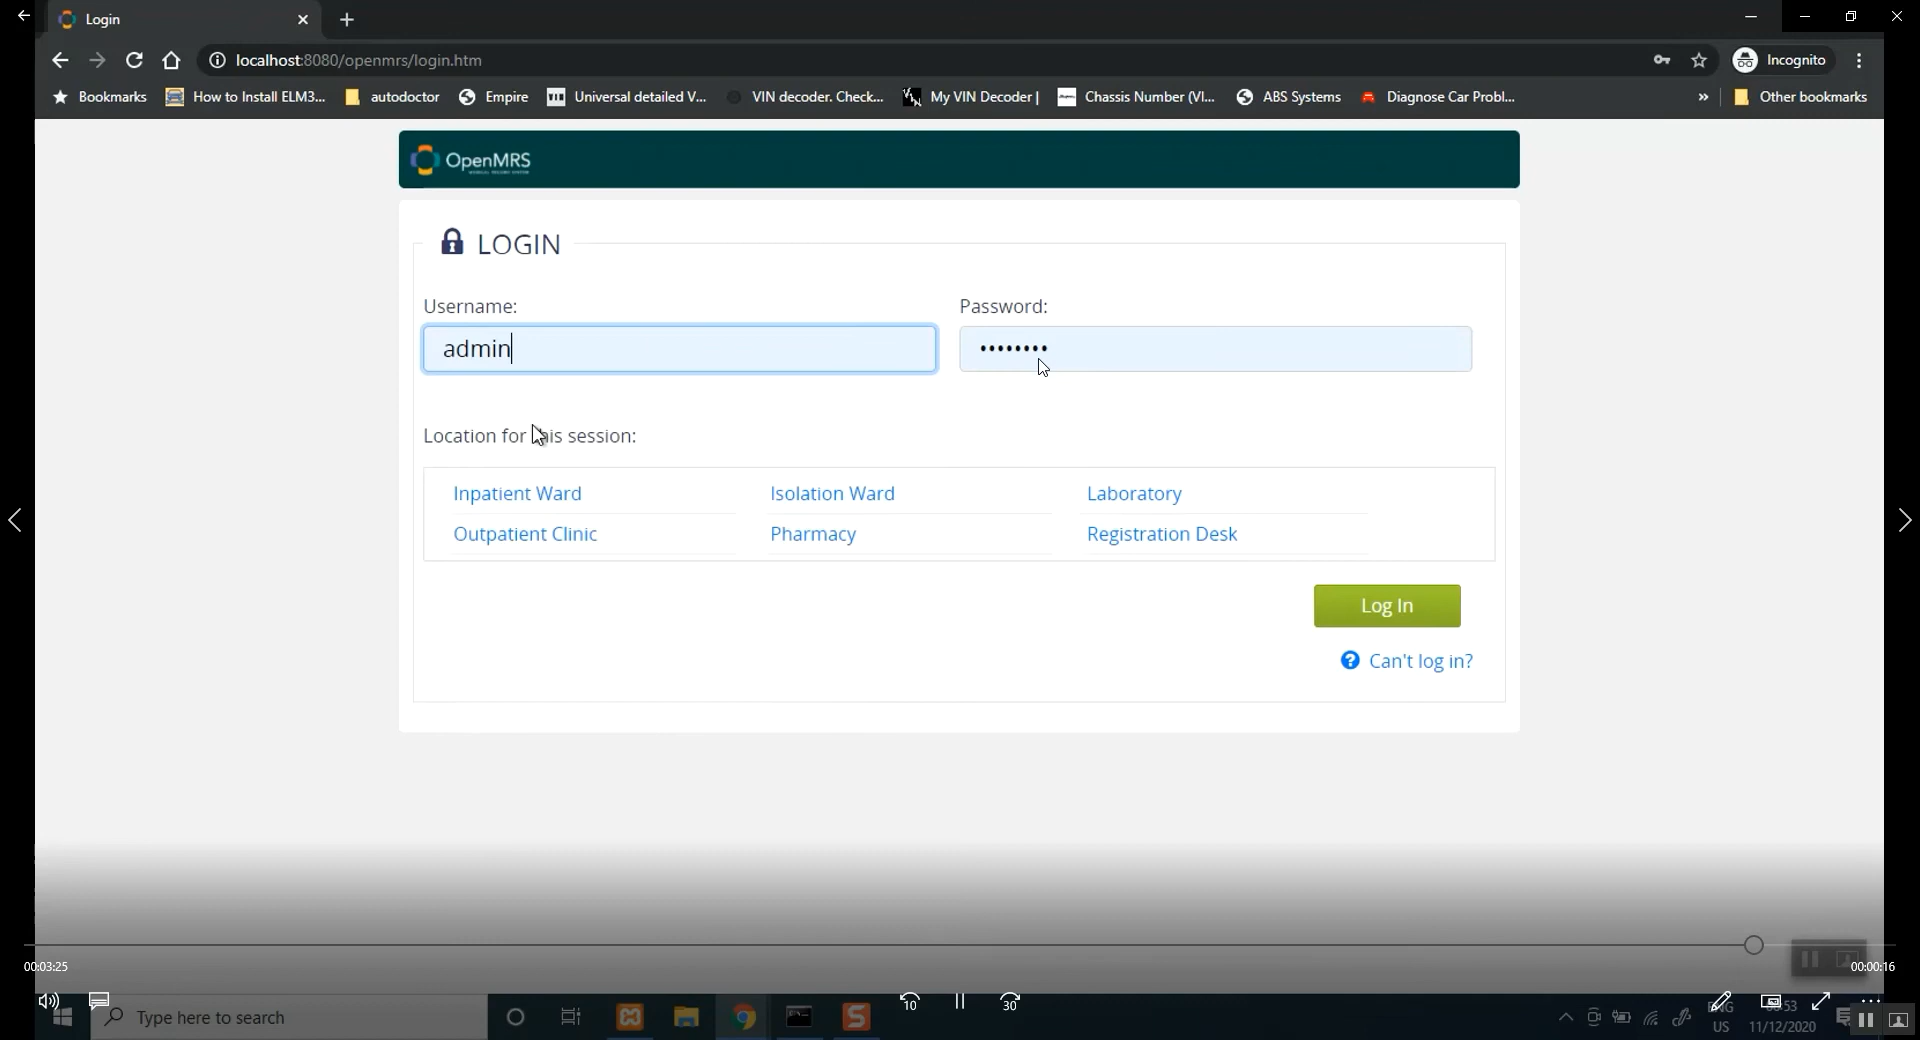 Login
localhost:8080/openmrs/login.htm
Incognito
Bookmarks
How to Install ELM3...
autodoctor
Empire
Universal detailed V...
VIN decoder. Check...
My VIN Decoder |
Chassis Number (VI...
ABS Systems
Diagnose Car Probl...
»
Other bookmarks
OpenMRS
LOGIN
Username:
Password:
admin
••••••••
Location for this session:
Inpatient Ward
Isolation Ward
Laboratory
Outpatient Clinic
Pharmacy
Registration Desk
Log In
Can't log in?
00:03:25
00:00:16
Type here to search
10
30
US
11/12/2020